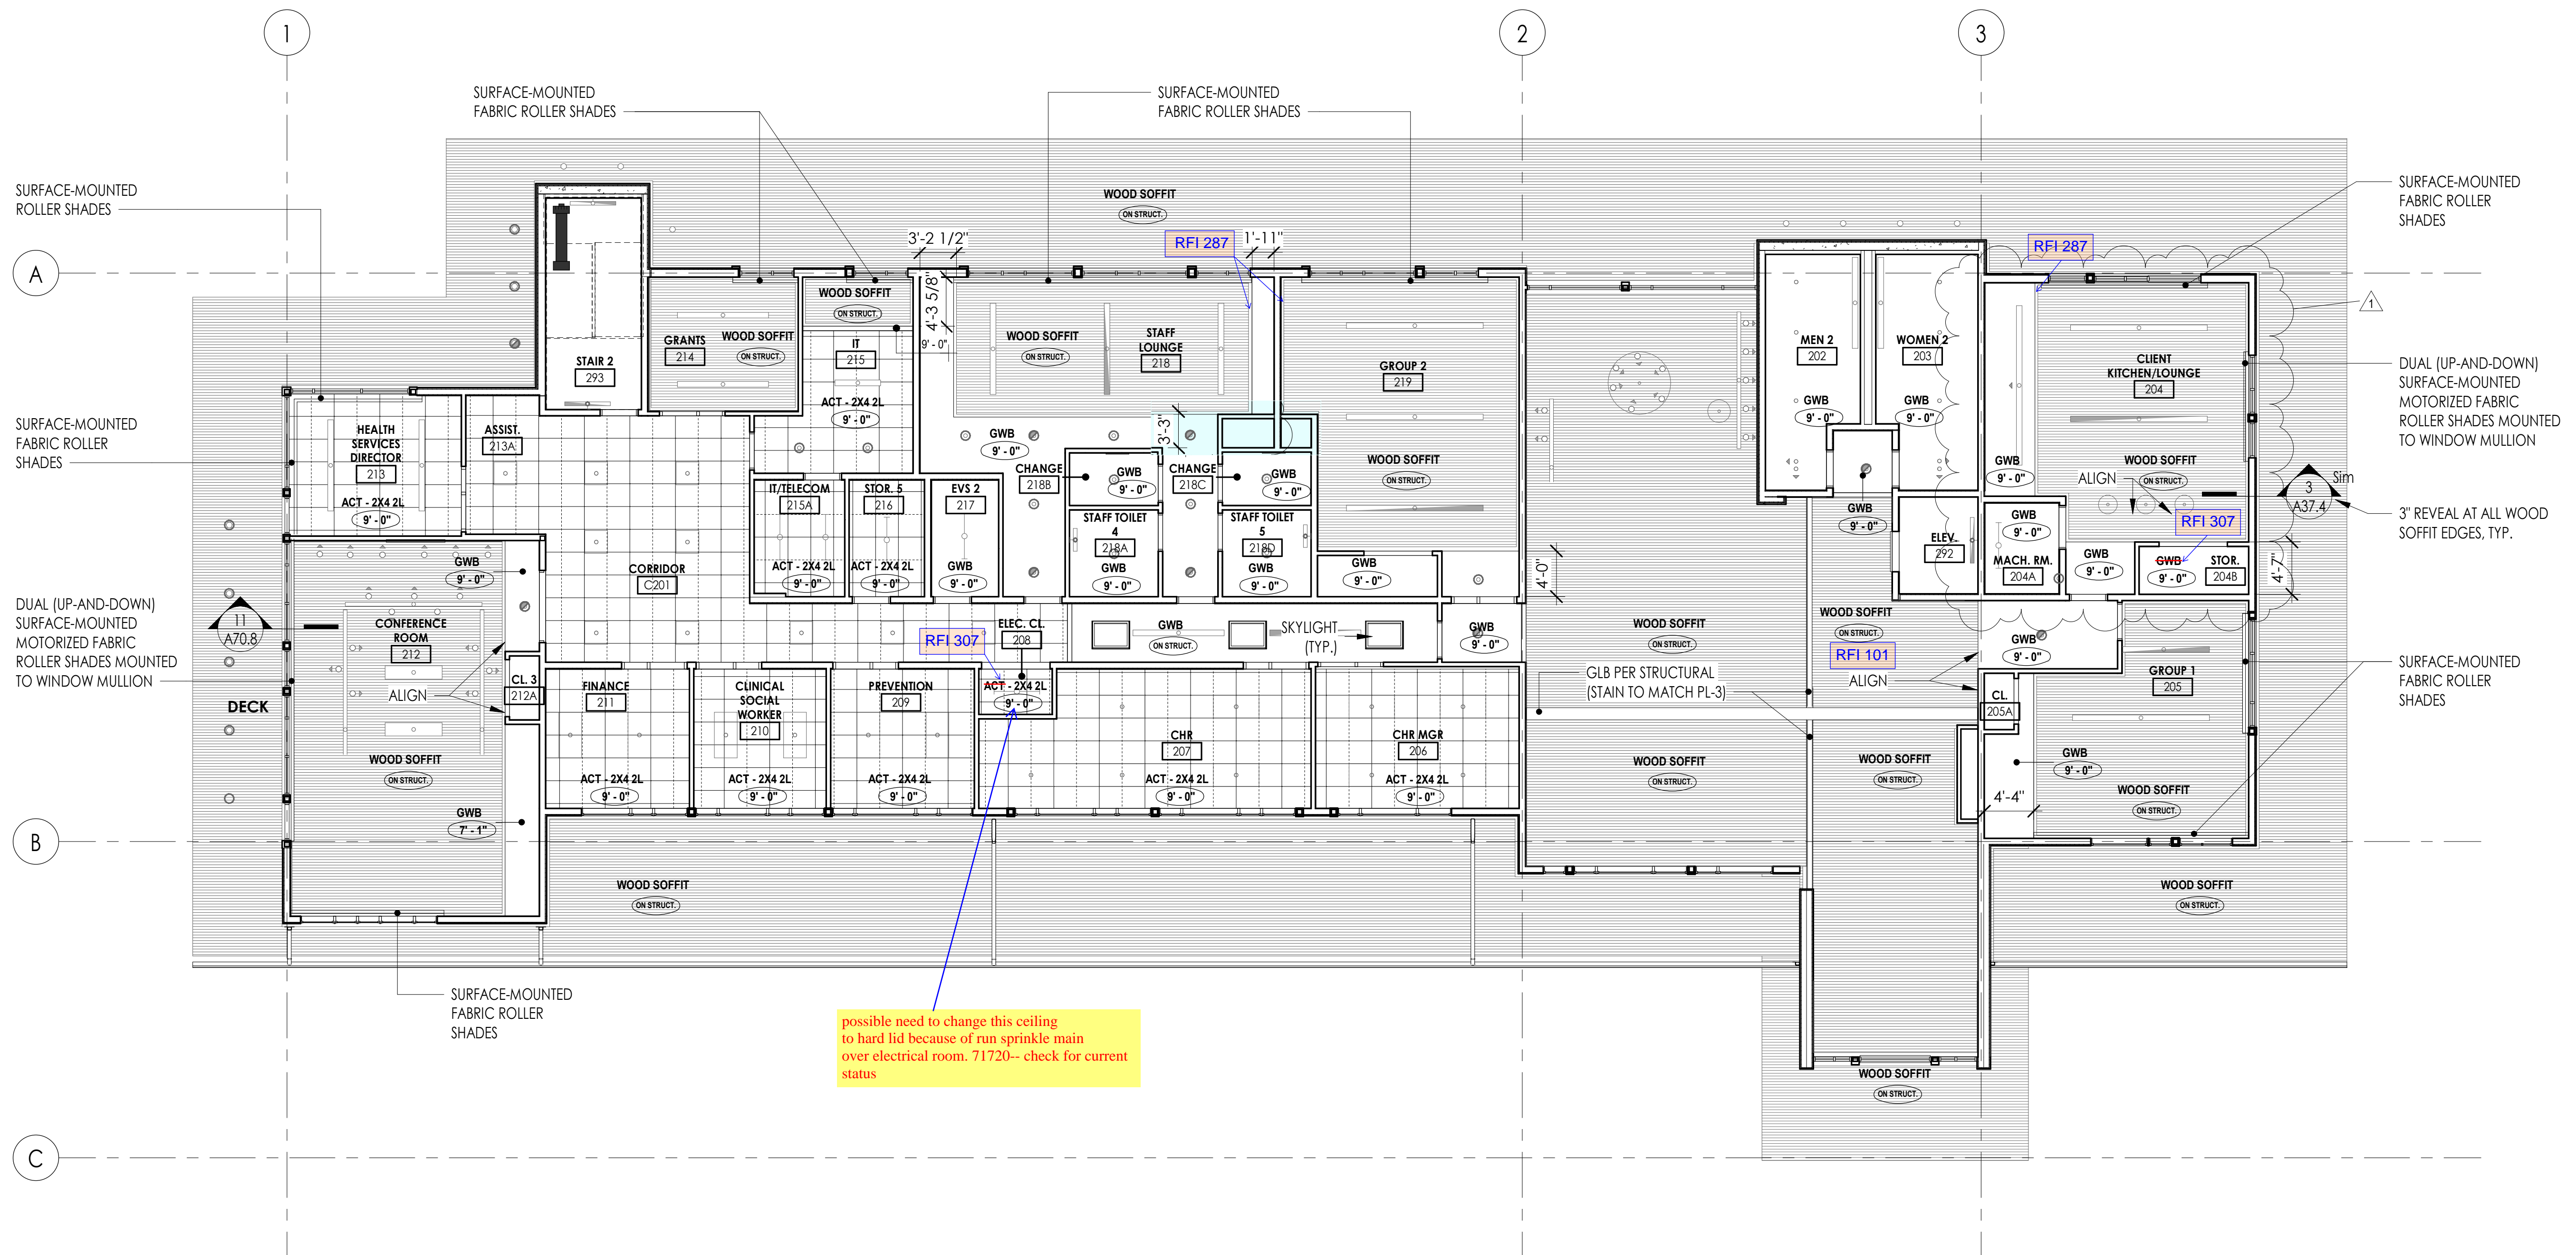 1
2
3
SURFACE-MOUNTED
FABRIC ROLLER SHADES
SURFACE-MOUNTED
FABRIC ROLLER SHADES
SURFACE-MOUNTED
ROLLER SHADES
WOOD SOFFIT
ON STRUCT.
SURFACE-MOUNTED
FABRIC ROLLER
SHADES
A
3'-2 1/2"
RFI 287
1'-11"
RFI 287
1
4'-3 5/8"
9' - 0"
WOOD SOFFIT
ON STRUCT.
STAIR 2
293
GRANTS
214
WOOD SOFFIT
ON STRUCT.
IT
215
ACT - 2X4 2L
9' - 0"
WOOD SOFFIT
ON STRUCT.
STAFF
LOUNGE
218
GROUP 2
219
WOOD SOFFIT
ON STRUCT.
MEN 2
202
GWB
9' - 0"
WOMEN 2
203
GWB
9' - 0"
CLIENT
KITCHEN/LOUNGE
204
DUAL (UP-AND-DOWN)
SURFACE-MOUNTED
MOTORIZED FABRIC
ROLLER SHADES MOUNTED
TO WINDOW MULLION
SURFACE-MOUNTED
FABRIC ROLLER
SHADES
HEALTH
SERVICES
DIRECTOR
213
ACT - 2X4 2L
9' - 0"
ASSIST.
213A
GWB
9' - 0"
3'-3"
CHANGE
218B
GWB
9' - 0"
CHANGE
218C
GWB
9' - 0"
GWB
9' - 0"
WOOD SOFFIT
ON STRUCT.
ALIGN
3
A37.4
Sim
RFI 307
3" REVEAL AT ALL WOOD
SOFFIT EDGES, TYP.
IT/TELECOM
215A
ACT - 2X4 2L
9' - 0"
STOR. 5
216
ACT - 2X4 2L
9' - 0"
EVS 2
217
GWB
9' - 0"
STAFF TOILET
4
218A
GWB
9' - 0"
STAFF TOILET
5
218D
GWB
9' - 0"
GWB
9' - 0"
4'-0"
GWB
9' - 0"
ELEV.
292
GWB
9' - 0"
MACH. RM.
204A
GWB
9' - 0"
GWB
9' - 0"
STOR.
204B
4'-7"
GWB
9' - 0"
CORRIDOR
C201
DUAL (UP-AND-DOWN)
SURFACE-MOUNTED
MOTORIZED FABRIC
ROLLER SHADES MOUNTED
TO WINDOW MULLION
11
A70.8
CONFERENCE
ROOM
212
RFI 307
ELEC. CL.
208
GWB
ON STRUCT.
SKYLIGHT
(TYP.)
GWB
9' - 0"
WOOD SOFFIT
ON STRUCT.
WOOD SOFFIT
ON STRUCT.
RFI 101
ALIGN
GWB
9' - 0"
GROUP 1
205
SURFACE-MOUNTED
FABRIC ROLLER
SHADES
GLB PER STRUCTURAL
(STAIN TO MATCH PL-3)
CL. 3
212A
ALIGN
DECK
FINANCE
211
ACT - 2X4 2L
9' - 0"
CLINICAL
SOCIAL
WORKER
210
ACT - 2X4 2L
9' - 0"
PREVENTION
209
ACT - 2X4 2L
9' - 0"
ACT - 2X4 2L
9' - 0"
CHR
207
ACT - 2X4 2L
9' - 0"
CHR MGR
206
ACT - 2X4 2L
9' - 0"
CL.
205A
WOOD SOFFIT
ON STRUCT.
WOOD SOFFIT
ON STRUCT.
WOOD SOFFIT
ON STRUCT.
GWB
9' - 0"
4'-4"
WOOD SOFFIT
ON STRUCT.
GWB
7' - 1"
B
WOOD SOFFIT
ON STRUCT.
WOOD SOFFIT
ON STRUCT.
SURFACE-MOUNTED
FABRIC ROLLER
SHADES
possible need to change this ceiling
to hard lid because of run sprinkle main
over electrical room. 71720-- check for current
status
WOOD SOFFIT
ON STRUCT.
C